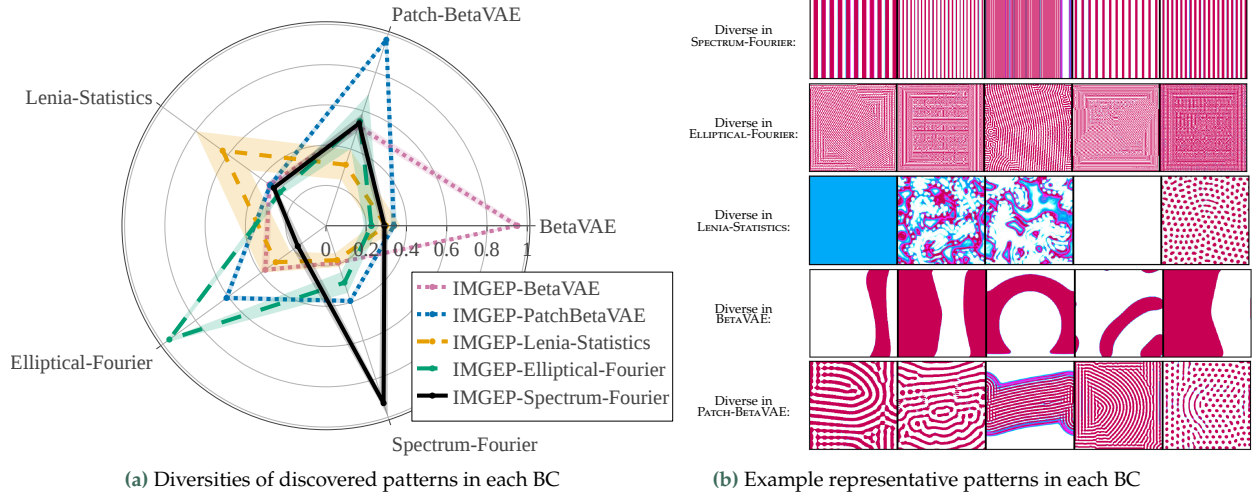 Patch-BetaVAE
Lenia-Statistics
BetaVAE
0 0.2 0.4 0.6 0.8 1
IMGEP-BetaVAE
IMGEP-PatchBetaVAE
IMGEP-Lenia-Statistics
IMGEP-Elliptical-Fourier
IMGEP-Spectrum-Fourier
Elliptical-Fourier
Spectrum-Fourier
(a) Diversities of discovered patterns in each BC
Diverse in
SPECTRUM-FOURIER:
Diverse in
ELLIPTICAL-FOURIER:
Diverse in
LENIA-STATISTICS:
Diverse in
BETAVAE:
Diverse in
PATCH-BETAVAE:
(b) Example representative patterns in each BC